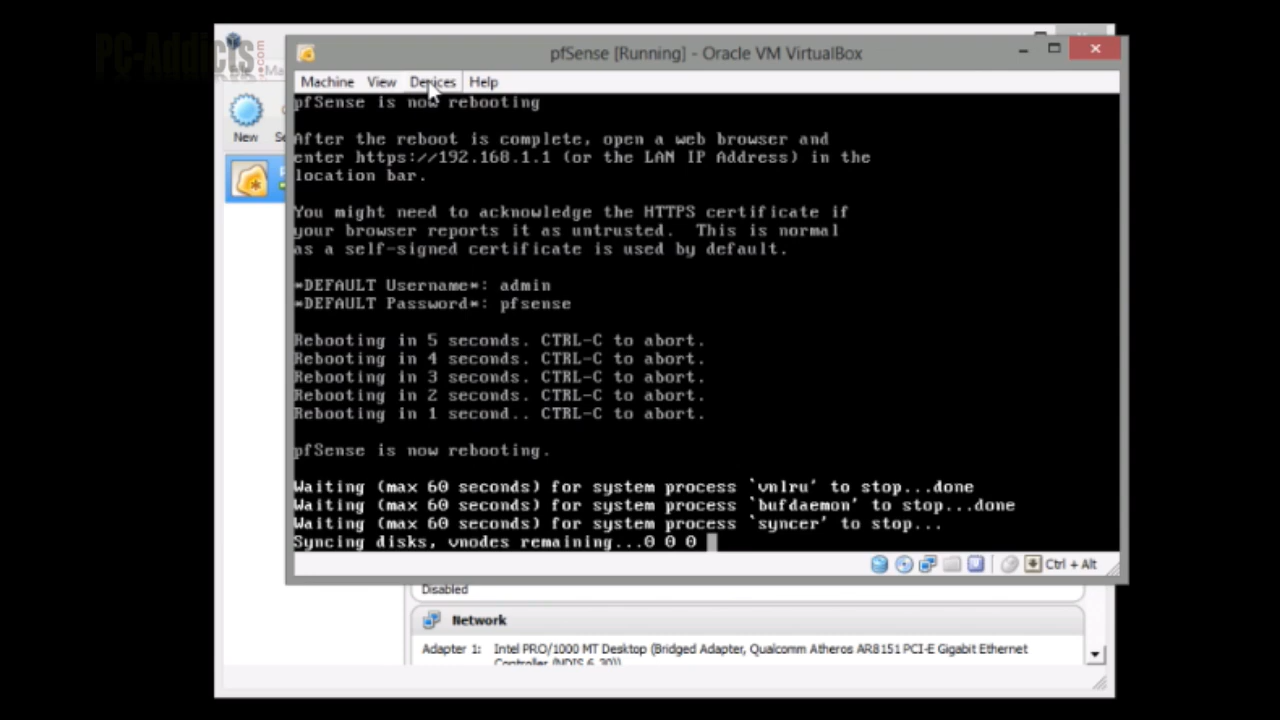 PC-Addicts.com
pfSense [Running] - Oracle VM VirtualBox
Machine View Devices Help
New
pfSense is now rebooting
After the reboot is complete, open a web browser and
enter https://192.168.1.1 (or the LAN IP Address) in the
location bar.
You might need to acknowledge the HTTPS certificate if
your browser reports it as untrusted. This is normal
as a self-signed certificate is used by default.
*DEFAULT Username*: admin
*DEFAULT Password*: pfsense
Rebooting in 5 seconds. CTRL-C to abort.
Rebooting in 4 seconds. CTRL-C to abort.
Rebooting in 3 seconds. CTRL-C to abort.
Rebooting in 2 seconds. CTRL-C to abort.
Rebooting in 1 second.. CTRL-C to abort.
pfSense is now rebooting.
Waiting (max 60 seconds) for system process `vnlru' to stop...done
Waiting (max 60 seconds) for system process `bufdaemon' to stop...done
Waiting (max 60 seconds) for system process `syncer' to stop...
Syncing disks, vnodes remaining...0 0 0
Ctrl + Alt
Disabled
Network
Adapter 1: Intel PRO/1000 MT Desktop (Bridged Adapter, Qualcomm Atheros AR8151 PCI-E Gigabit Ethernet
Controller (NDIS 6.30))